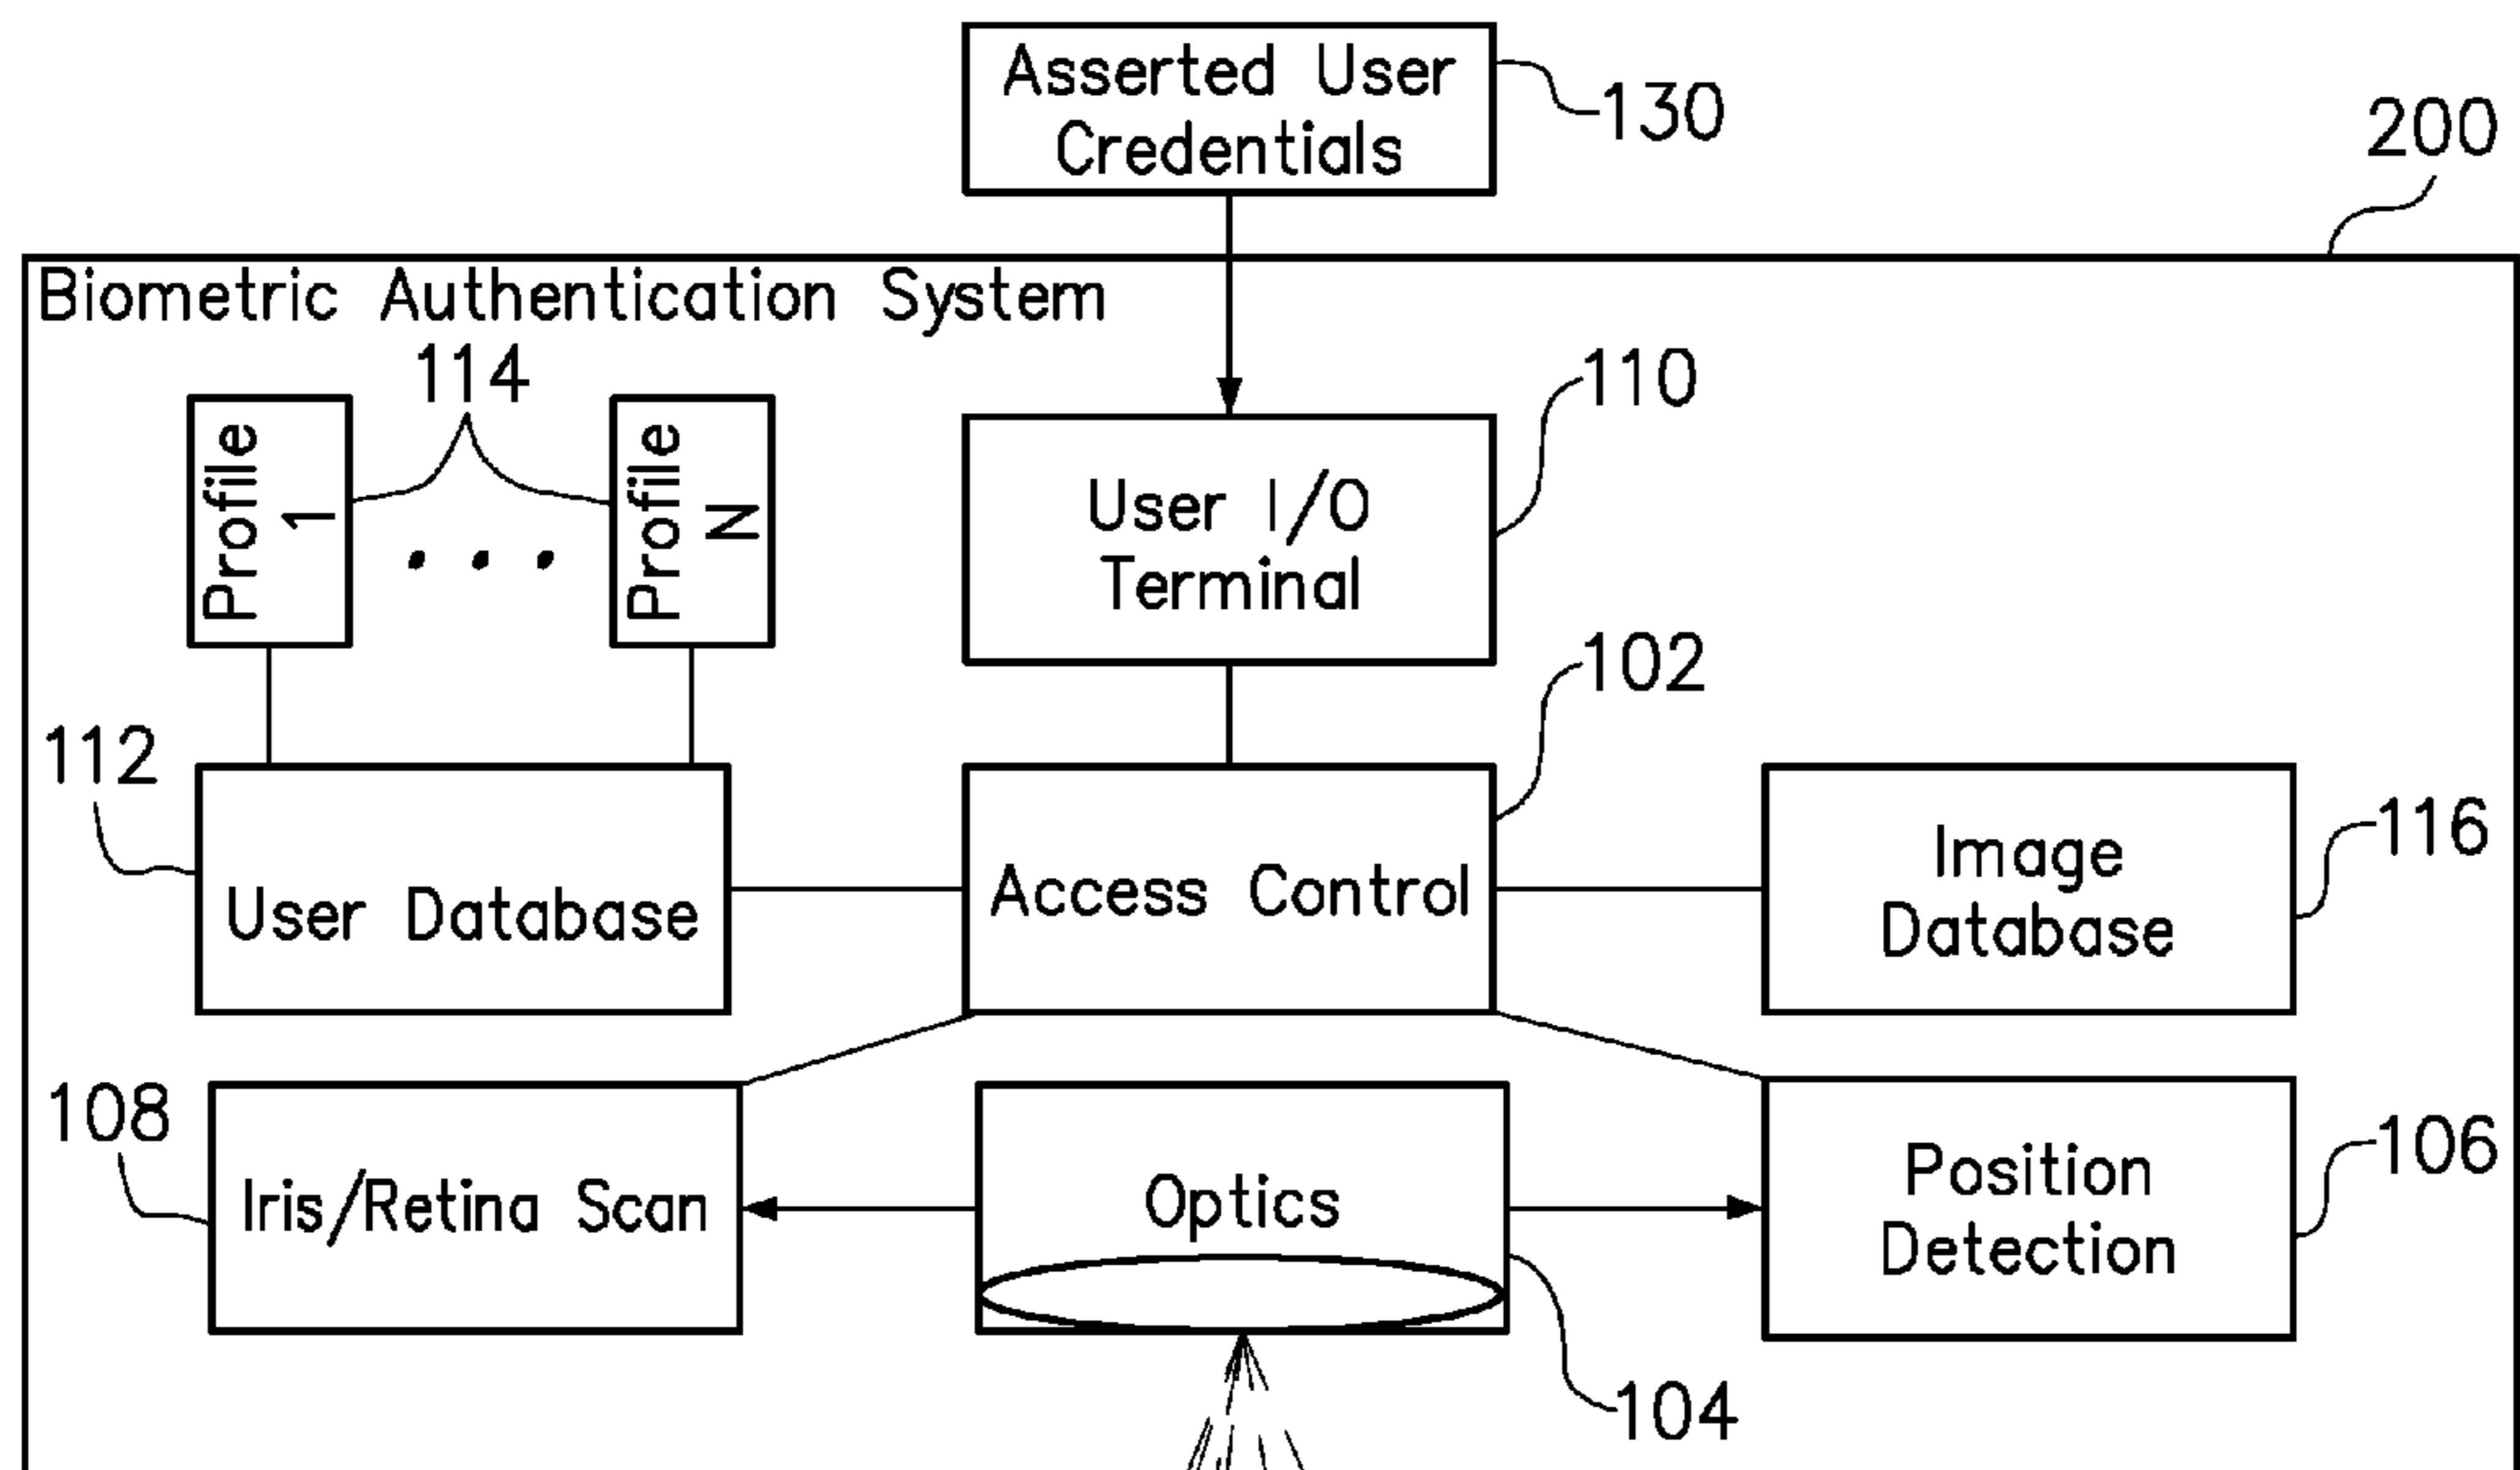 Asserted User
Credentials
130
200
Biometric Authentication System
114
Profile
1
. . .
Profile
N
110
User I/O
Terminal
102
112
User Database
Access Control
Image
Database
116
108
Iris/Retina Scan
Optics
Position
Detection
106
104